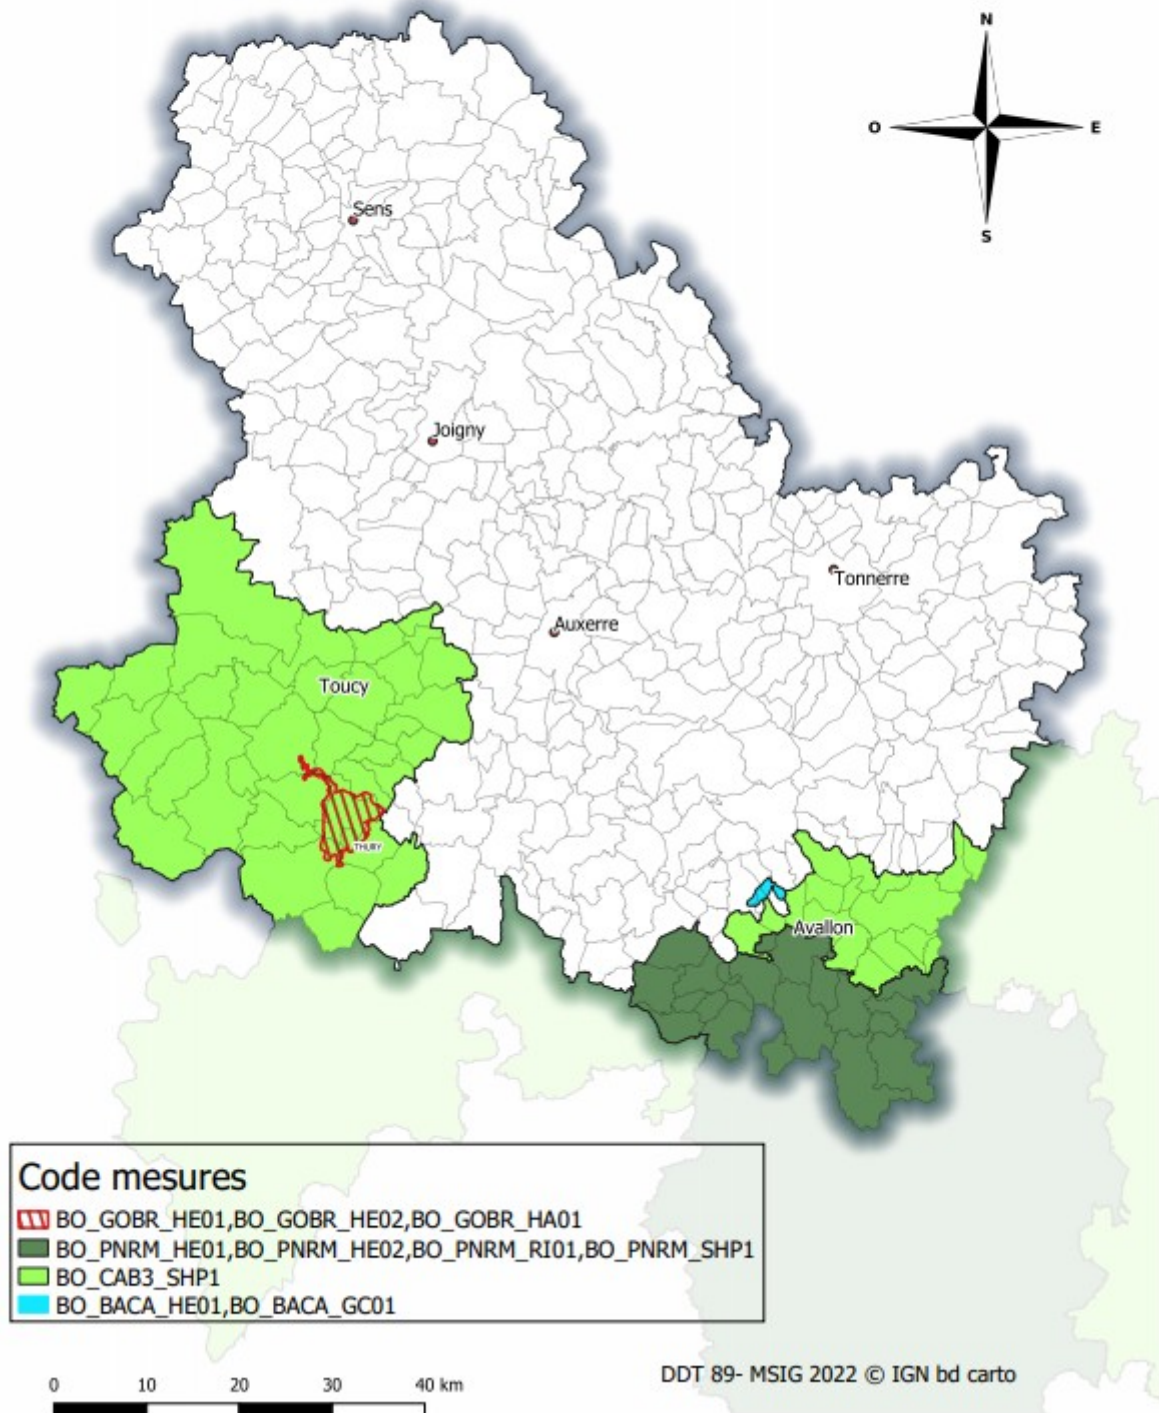 N
O
E
S
Sens
Joigny
Tonnerre
Auxerre
Toucy
THURY
Avallon
Code mesures
BO_GOBR_HE01,BO_GOBR_HE02,BO_GOBR_HA01
BO_PNRM_HE01,BO_PNRM_HE02,BO_PNRM_RI01,BO_PNRM_SHP1
BO_CAB3_SHP1
BO_BACA_HE01,BO_BACA_GC01
DDT 89- MSIG 2022 © IGN bd carto
0 10 20 30 40 km